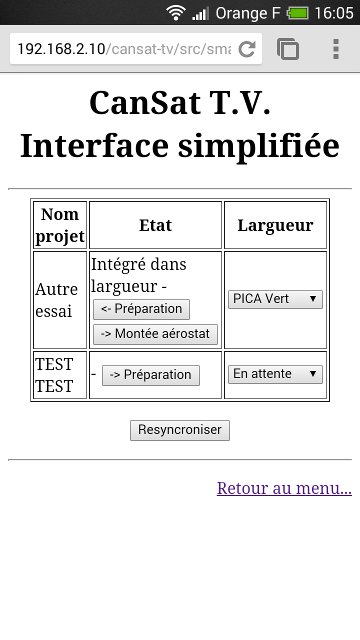 Orange F 16:05
192.168.2.10/cansat-tv/src/sma
CanSat T.V.
Interface simplifiée
Nom projet Etat Largueur
Autre essai
Intégré dans
largueur -
<- Préparation
-> Montée aérostat
PICA Vert
TEST TEST
- -> Préparation
En attente
Resyncroniser
Retour au menu...